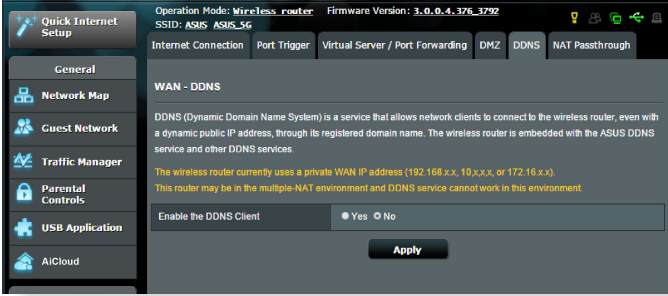 Quick Internet
Setup
Operation Mode: Wireless router Firmware Version: 3.0.0.4.376_3792
SSID: ASUS ASUS_5G
Internet Connection Port Trigger Virtual Server / Port Forwarding DMZ DDNS NAT Passthrough
General
Network Map
Guest Network
Traffic Manager
Parental
Controls
USB Application
AiCloud
WAN - DDNS
DDNS (Dynamic Domain Name System) is a service that allows network clients to connect to the wireless router, even with
a dynamic public IP address, through its registered domain name. The wireless router is embedded with the ASUS DDNS
service and other DDNS services.
The wireless router currently uses a private WAN IP address (192.168.x.x, 10,x,x,x, or 172.16.x.x).
This router may be in the multiple-NAT environment and DDNS service cannot work in this environment.
Enable the DDNS Client Yes No
Apply